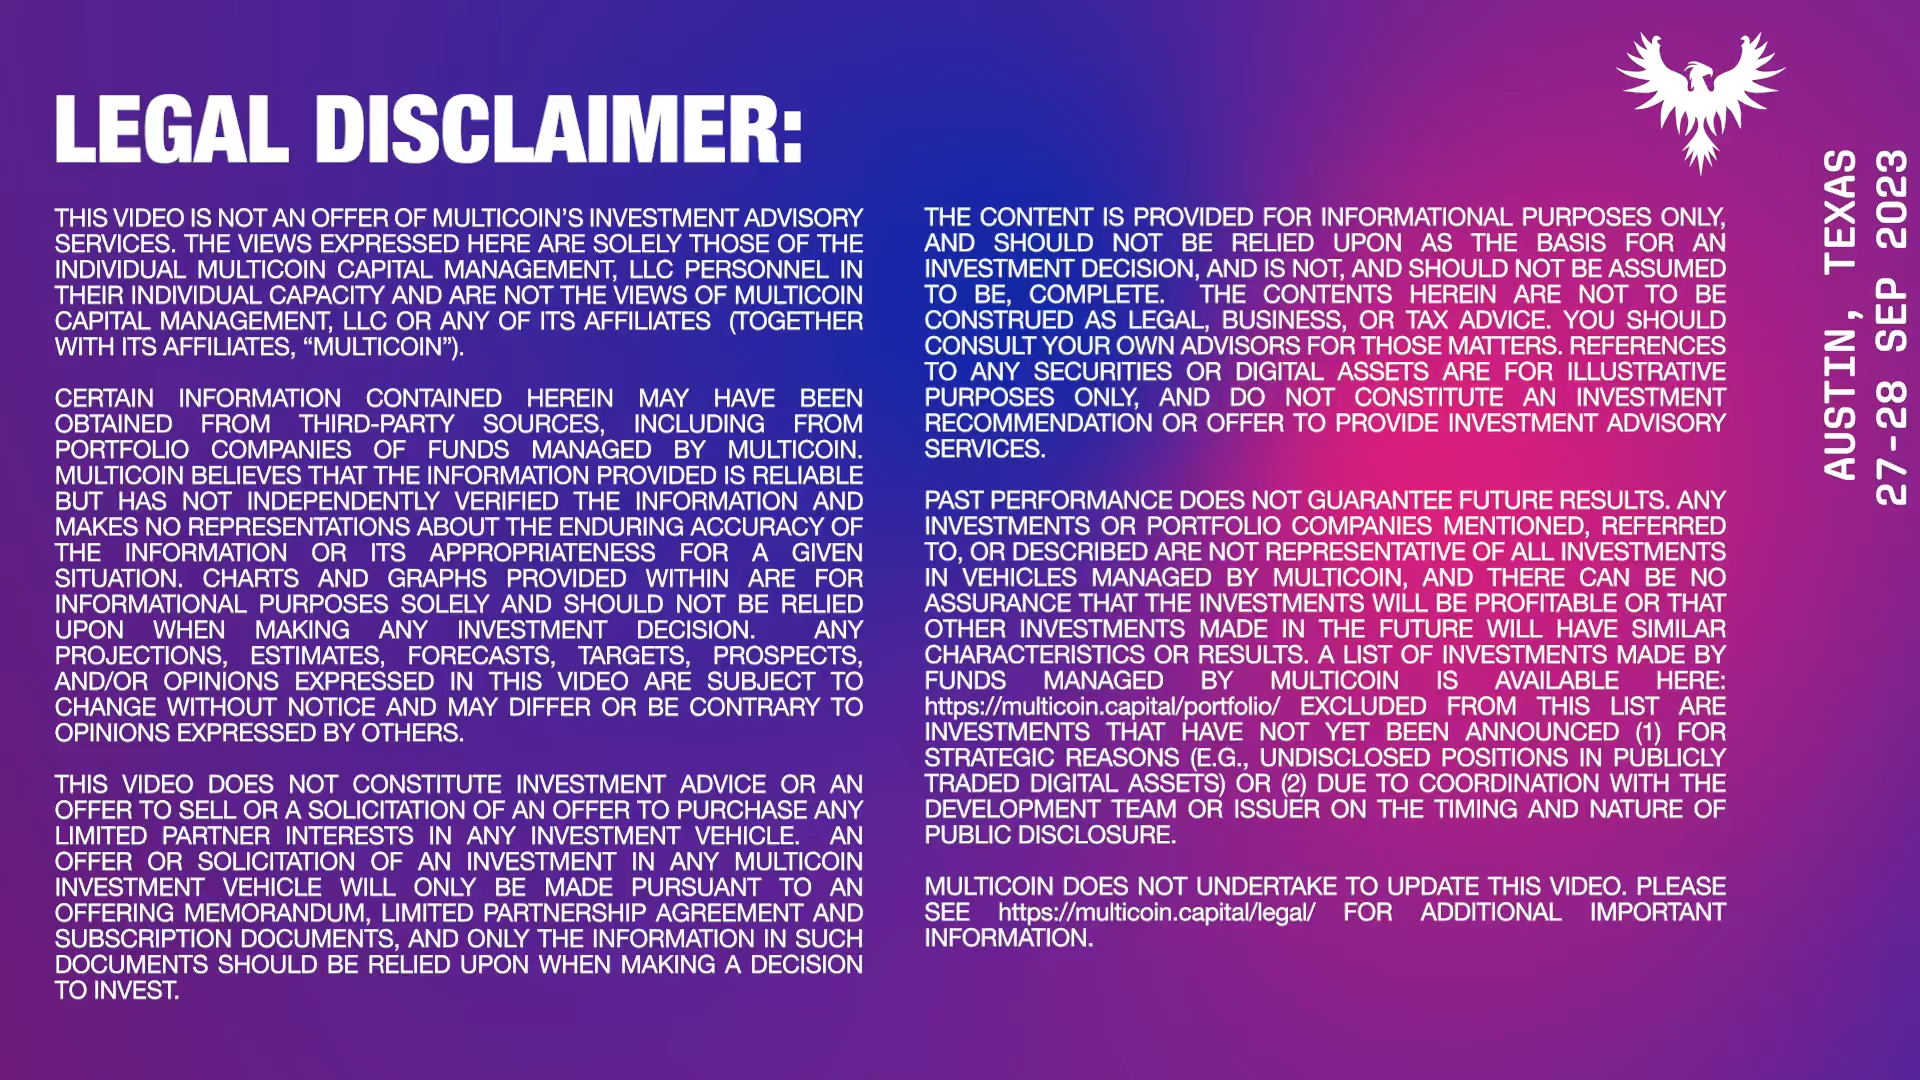 LEGAL DISCLAIMER:
THIS VIDEO IS NOT AN OFFER OF MULTICOIN'S INVESTMENT ADVISORY
SERVICES. THE VIEWS EXPRESSED HERE ARE SOLELY THOSE OF THE
INDIVIDUAL MULTICOIN CAPITAL MANAGEMENT, LLC PERSONNEL IN
THEIR INDIVIDUAL CAPACITY AND ARE NOT THE VIEWS OF MULTICOIN
CAPITAL MANAGEMENT, LLC OR ANY OF ITS AFFILIATES (TOGETHER
WITH ITS AFFILIATES, “MULTICOIN”).
CERTAIN INFORMATION CONTAINED HEREIN MAY HAVE BEEN
OBTAINED FROM THIRD-PARTY SOURCES, INCLUDING FROM
PORTFOLIO COMPANIES OF FUNDS MANAGED BY MULTICOIN.
MULTICOIN BELIEVES THAT THE INFORMATION PROVIDED IS RELIABLE
BUT HAS NOT INDEPENDENTLY VERIFIED THE INFORMATION AND
MAKES NO REPRESENTATIONS ABOUT THE ENDURING ACCURACY OF
THE INFORMATION OR ITS APPROPRIATENESS FOR A GIVEN
SITUATION. CHARTS AND GRAPHS PROVIDED WITHIN ARE FOR
INFORMATIONAL PURPOSES SOLELY AND SHOULD NOT BE RELIED
UPON WHEN MAKING ANY INVESTMENT DECISION. ANY
PROJECTIONS, ESTIMATES, FORECASTS, TARGETS, PROSPECTS,
AND/OR OPINIONS EXPRESSED IN THIS VIDEO ARE SUBJECT TO
CHANGE WITHOUT NOTICE AND MAY DIFFER OR BE CONTRARY TO
OPINIONS EXPRESSED BY OTHERS.
THIS VIDEO DOES NOT CONSTITUTE INVESTMENT ADVICE OR AN
OFFER TO SELL OR A SOLICITATION OF AN OFFER TO PURCHASE ANY
LIMITED PARTNER INTERESTS IN ANY INVESTMENT VEHICLE. AN
OFFER OR SOLICITATION OF AN INVESTMENT IN ANY MULTICOIN
INVESTMENT VEHICLE WILL ONLY BE MADE PURSUANT TO AN
OFFERING MEMORANDUM, LIMITED PARTNERSHIP AGREEMENT AND
SUBSCRIPTION DOCUMENTS, AND ONLY THE INFORMATION IN SUCH
DOCUMENTS SHOULD BE RELIED UPON WHEN MAKING A DECISION
TO INVEST.
THE CONTENT IS PROVIDED FOR INFORMATIONAL PURPOSES ONLY,
AND SHOULD NOT BE RELIED UPON AS THE BASIS FOR AN
INVESTMENT DECISION, AND IS NOT, AND SHOULD NOT BE ASSUMED
TO BE, COMPLETE. THE CONTENTS HEREIN ARE NOT TO BE
CONSTRUED AS LEGAL, BUSINESS, OR TAX ADVICE. YOU SHOULD
CONSULT YOUR OWN ADVISORS FOR THOSE MATTERS. REFERENCES
TO ANY SECURITIES OR DIGITAL ASSETS ARE FOR ILLUSTRATIVE
PURPOSES ONLY, AND DO NOT CONSTITUTE AN INVESTMENT
RECOMMENDATION OR OFFER TO PROVIDE INVESTMENT ADVISORY
SERVICES.
PAST PERFORMANCE DOES NOT GUARANTEE FUTURE RESULTS. ANY
INVESTMENTS OR PORTFOLIO COMPANIES MENTIONED, REFERRED
TO, OR DESCRIBED ARE NOT REPRESENTATIVE OF ALL INVESTMENTS
IN VEHICLES MANAGED BY MULTICOIN, AND THERE CAN BE NO
ASSURANCE THAT THE INVESTMENTS WILL BE PROFITABLE OR THAT
OTHER INVESTMENTS MADE IN THE FUTURE WILL HAVE SIMILAR
CHARACTERISTICS OR RESULTS. A LIST OF INVESTMENTS MADE BY
FUNDS MANAGED BY MULTICOIN IS AVAILABLE HERE:
https://multicoin.capital/portfolio/ EXCLUDED FROM THIS LIST ARE
INVESTMENTS THAT HAVE NOT YET BEEN ANNOUNCED (1) FOR
STRATEGIC REASONS (E.G., UNDISCLOSED POSITIONS IN PUBLICLY
TRADED DIGITAL ASSETS) OR (2) DUE TO COORDINATION WITH THE
DEVELOPMENT TEAM OR ISSUER ON THE TIMING AND NATURE OF
PUBLIC DISCLOSURE.
MULTICOIN DOES NOT UNDERTAKE TO UPDATE THIS VIDEO. PLEASE
SEE https://multicoin.capital/legal/ FOR ADDITIONAL IMPORTANT
INFORMATION.
AUSTIN, TEXAS
27-28 SEP 2023